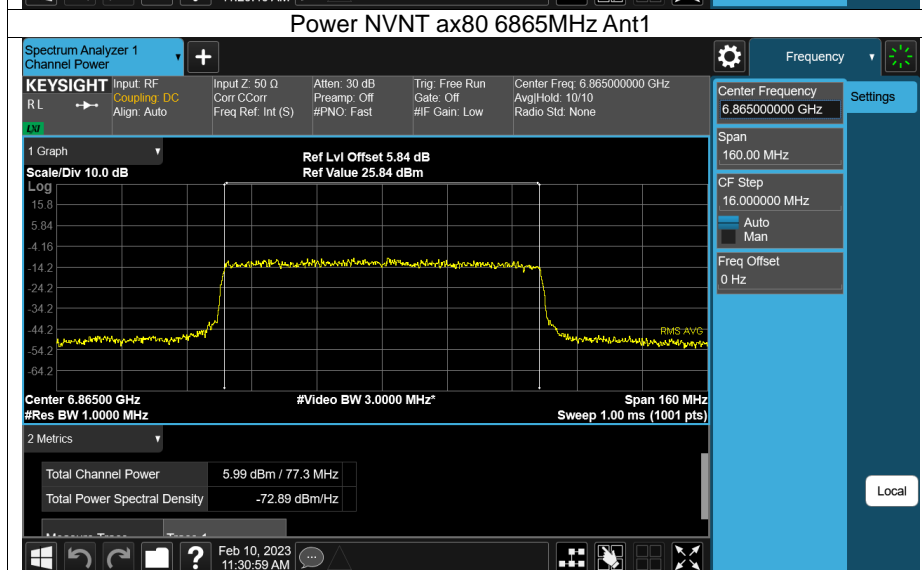 Power NVNT ax80 6865MHz Ant1
Spectrum Analyzer 1
Channel Power
+
Frequency
KEYSIGHT Input: RF Input Z: 50 Ω Atten: 30 dB Trig: Free Run Center Freq: 6.865000000 GHz
RL Coupling: DC Corr CCorr Preamp: Off Gate: Off Avg|Hold: 10/10
Align: Auto Freq Ref: Int (S) #PNO: Fast #IF Gain: Low Radio Std: None
LXI
Center Frequency
6.865000000 GHz
Settings
Span
160.00 MHz
CF Step
16.000000 MHz
Auto
Man
Freq Offset
0 Hz
1 Graph
Ref Lvl Offset 5.84 dB
Scale/Div 10.0 dB Ref Value 25.84 dBm
Log
15.8
5.84
-4.16
-14.2
-24.2
-34.2
-44.2
RMS AVG
-54.2
-64.2
Center 6.86500 GHz #Video BW 3.0000 MHz* Span 160 MHz
#Res BW 1.0000 MHz Sweep 1.00 ms (1001 pts)
2 Metrics
Total Channel Power 5.99 dBm / 77.3 MHz
Total Power Spectral Density -72.89 dBm/Hz
Local
?
Feb 10, 2023
11:30:59 AM